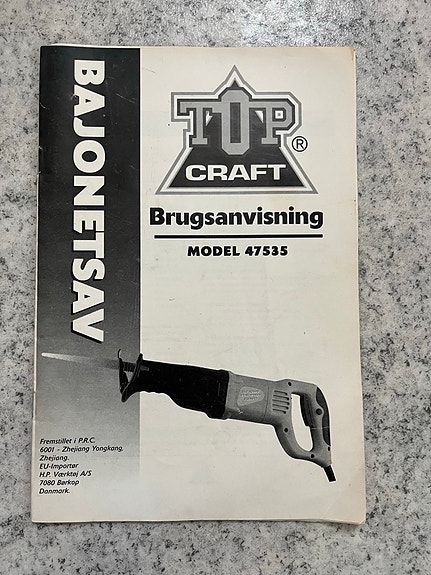 BAJONETSAV
TOP
CRAFT
®
Brugsanvisning
MODEL 47535
Fremstillet i P.R.C.
6001 - Zhejiang Yongkang,
Zhejiang.
EU-Importør
H.P. Værktøj A/S
7080 Børkop
Danmark.